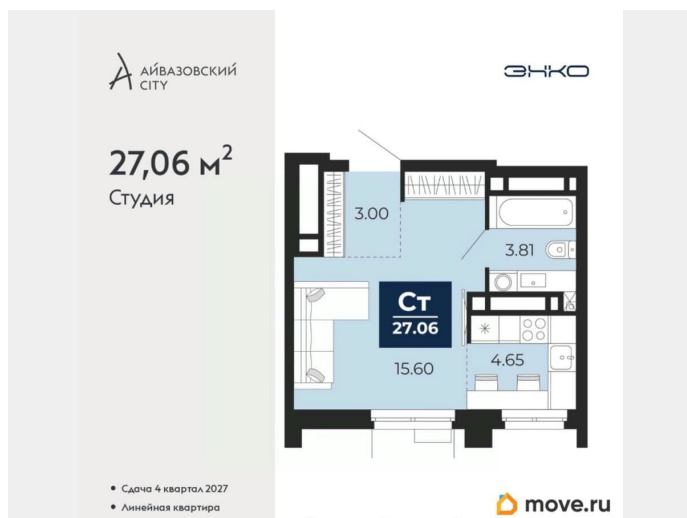 АЙВАЗОВСКИЙ
CITY
ЭНКО
27,06 м²
Студия
3.00
3.81
Ст
27.06
15.60
4.65
• Сдача 4 квартал 2027
• Линейная квартира
move.ru